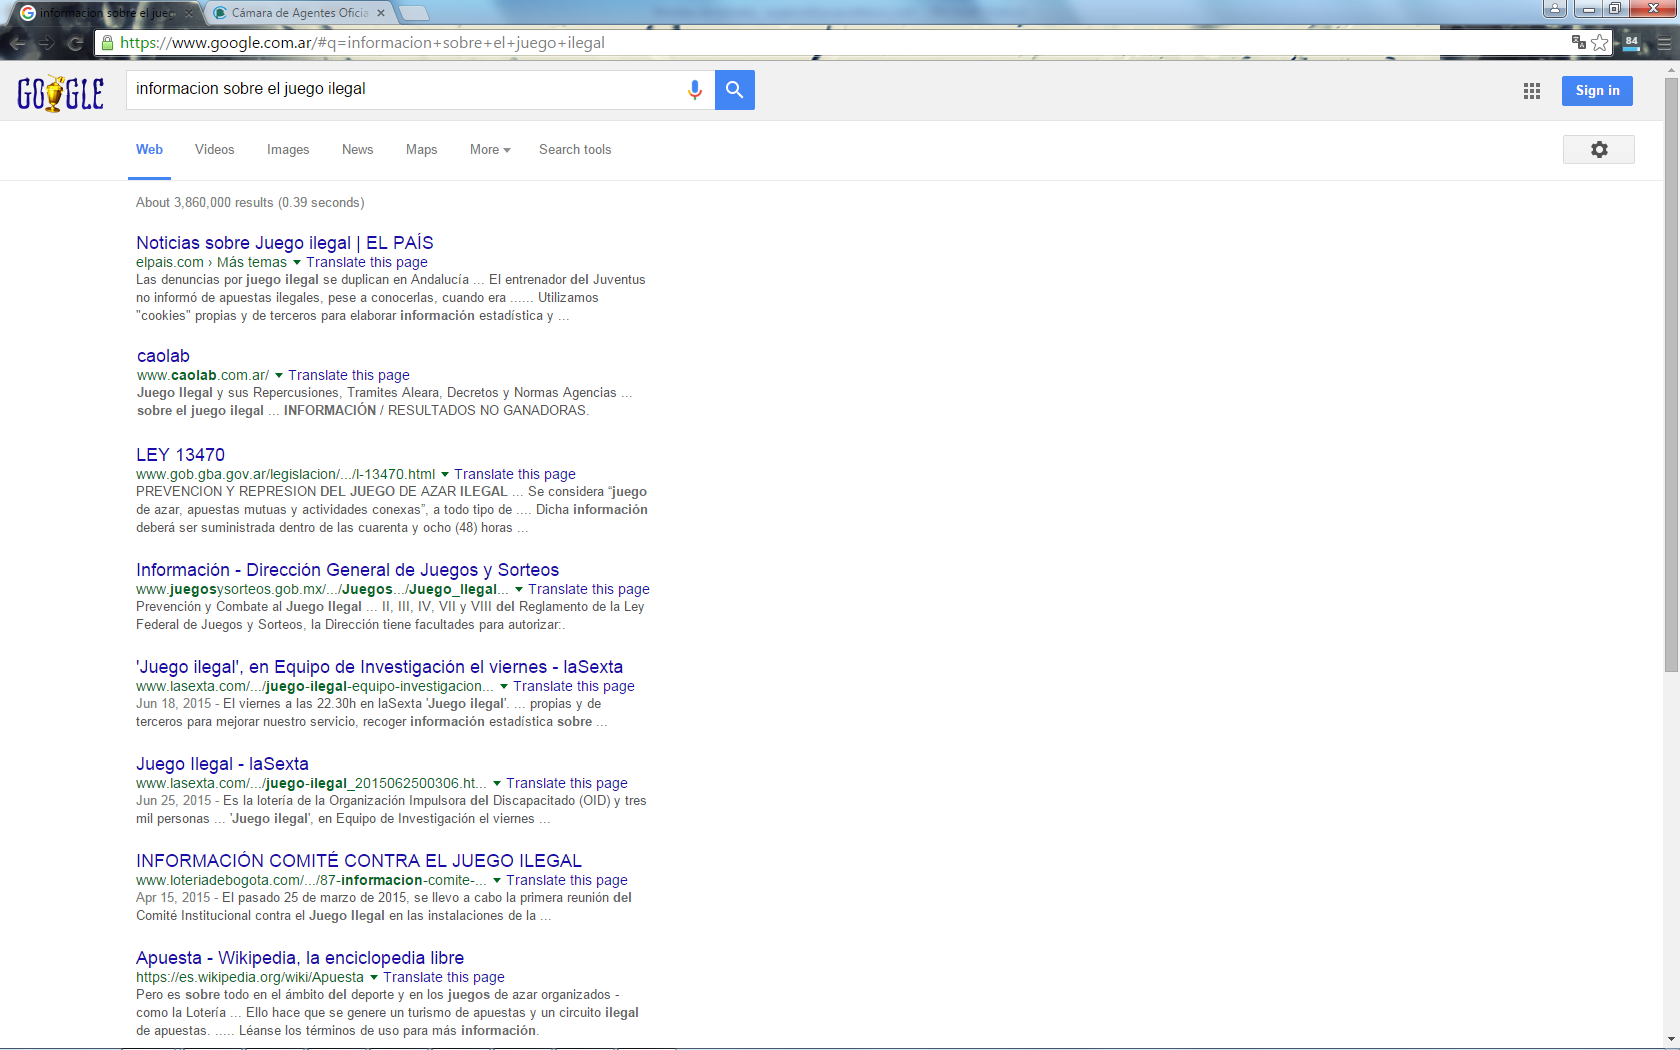 informacion sobre el jueg
Cámara de Agentes Oficia
https://www.google.com.ar/#q=informacion+sobre+el+juego+ilegal
84
GOOGLE
informacion sobre el juego ilegal
Sign in
Web Videos Images News Maps More Search tools
About 3,860,000 results (0.39 seconds)
Noticias sobre Juego ilegal | EL PAÍS
elpais.com › Más temas Translate this page
Las denuncias por juego ilegal se duplican en Andalucía ... El entrenador del Juventus
no informó de apuestas ilegales, pese a conocerlas, cuando era ...... Utilizamos
"cookies" propias y de terceros para elaborar información estadística y ...
caolab
www.caolab.com.ar/ Translate this page
Juego Ilegal y sus Repercusiones, Tramites Aleara, Decretos y Normas Agencias ...
sobre el juego ilegal ... INFORMACIÓN / RESULTADOS NO GANADORAS.
LEY 13470
www.gob.gba.gov.ar/legislacion/.../l-13470.html Translate this page
PREVENCION Y REPRESION DEL JUEGO DE AZAR ILEGAL ... Se considera “juego
de azar, apuestas mutuas y actividades conexas”, a todo tipo de .... Dicha información
deberá ser suministrada dentro de las cuarenta y ocho (48) horas ...
Información - Dirección General de Juegos y Sorteos
www.juegosysorteos.gob.mx/.../Juegos.../Juego_Ilegal... Translate this page
Prevención y Combate al Juego Ilegal ... II, III, IV, VII y VIII del Reglamento de la Ley
Federal de Juegos y Sorteos, la Dirección tiene facultades para autorizar:.
'Juego ilegal', en Equipo de Investigación el viernes - laSexta
www.lasexta.com/.../juego-ilegal-equipo-investigacion... Translate this page
Jun 18, 2015 - El viernes a las 22.30h en laSexta 'Juego ilegal'. ... propias y de
terceros para mejorar nuestro servicio, recoger información estadística sobre ...
Juego Ilegal - laSexta
www.lasexta.com/.../juego-ilegal_2015062500306.ht... Translate this page
Jun 25, 2015 - Es la lotería de la Organización Impulsora del Discapacitado (OID) y tres
mil personas ... 'Juego ilegal', en Equipo de Investigación el viernes ...
INFORMACIÓN COMITÉ CONTRA EL JUEGO ILEGAL
www.loteriadebogota.com/.../87-informacion-comite-... Translate this page
Apr 15, 2015 - El pasado 25 de marzo de 2015, se llevo a cabo la primera reunión del
Comité Institucional contra el Juego Ilegal en las instalaciones de la ...
Apuesta - Wikipedia, la enciclopedia libre
https://es.wikipedia.org/wiki/Apuesta Translate this page
Pero es sobre todo en el ámbito del deporte y en los juegos de azar organizados -
como la Lotería ... Ello hace que se genere un turismo de apuestas y un circuito ilegal
de apuestas. ..... Léanse los términos de uso para más información.